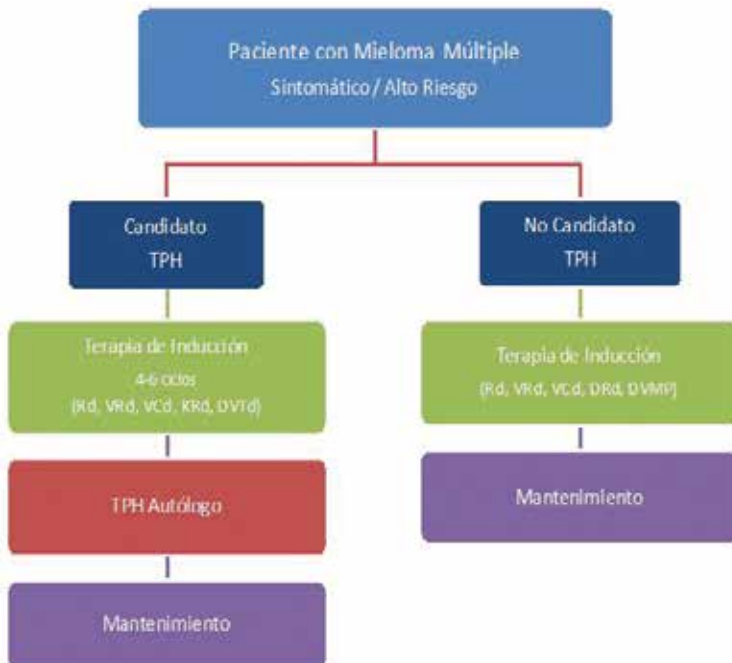 Paciente con Mieloma Múltiple
Sintomático / Alto Riesgo
Candidato
TPH
No Candidato
TPH
Terapia de Inducción
4-6 ciclos
(Rd, VRd, VCd, KRd, DVTd)
Terapia de Inducción
(Rd, VRd, VCd, DRd, DVMP)
TPH Autólogo
Mantenimiento
Mantenimiento